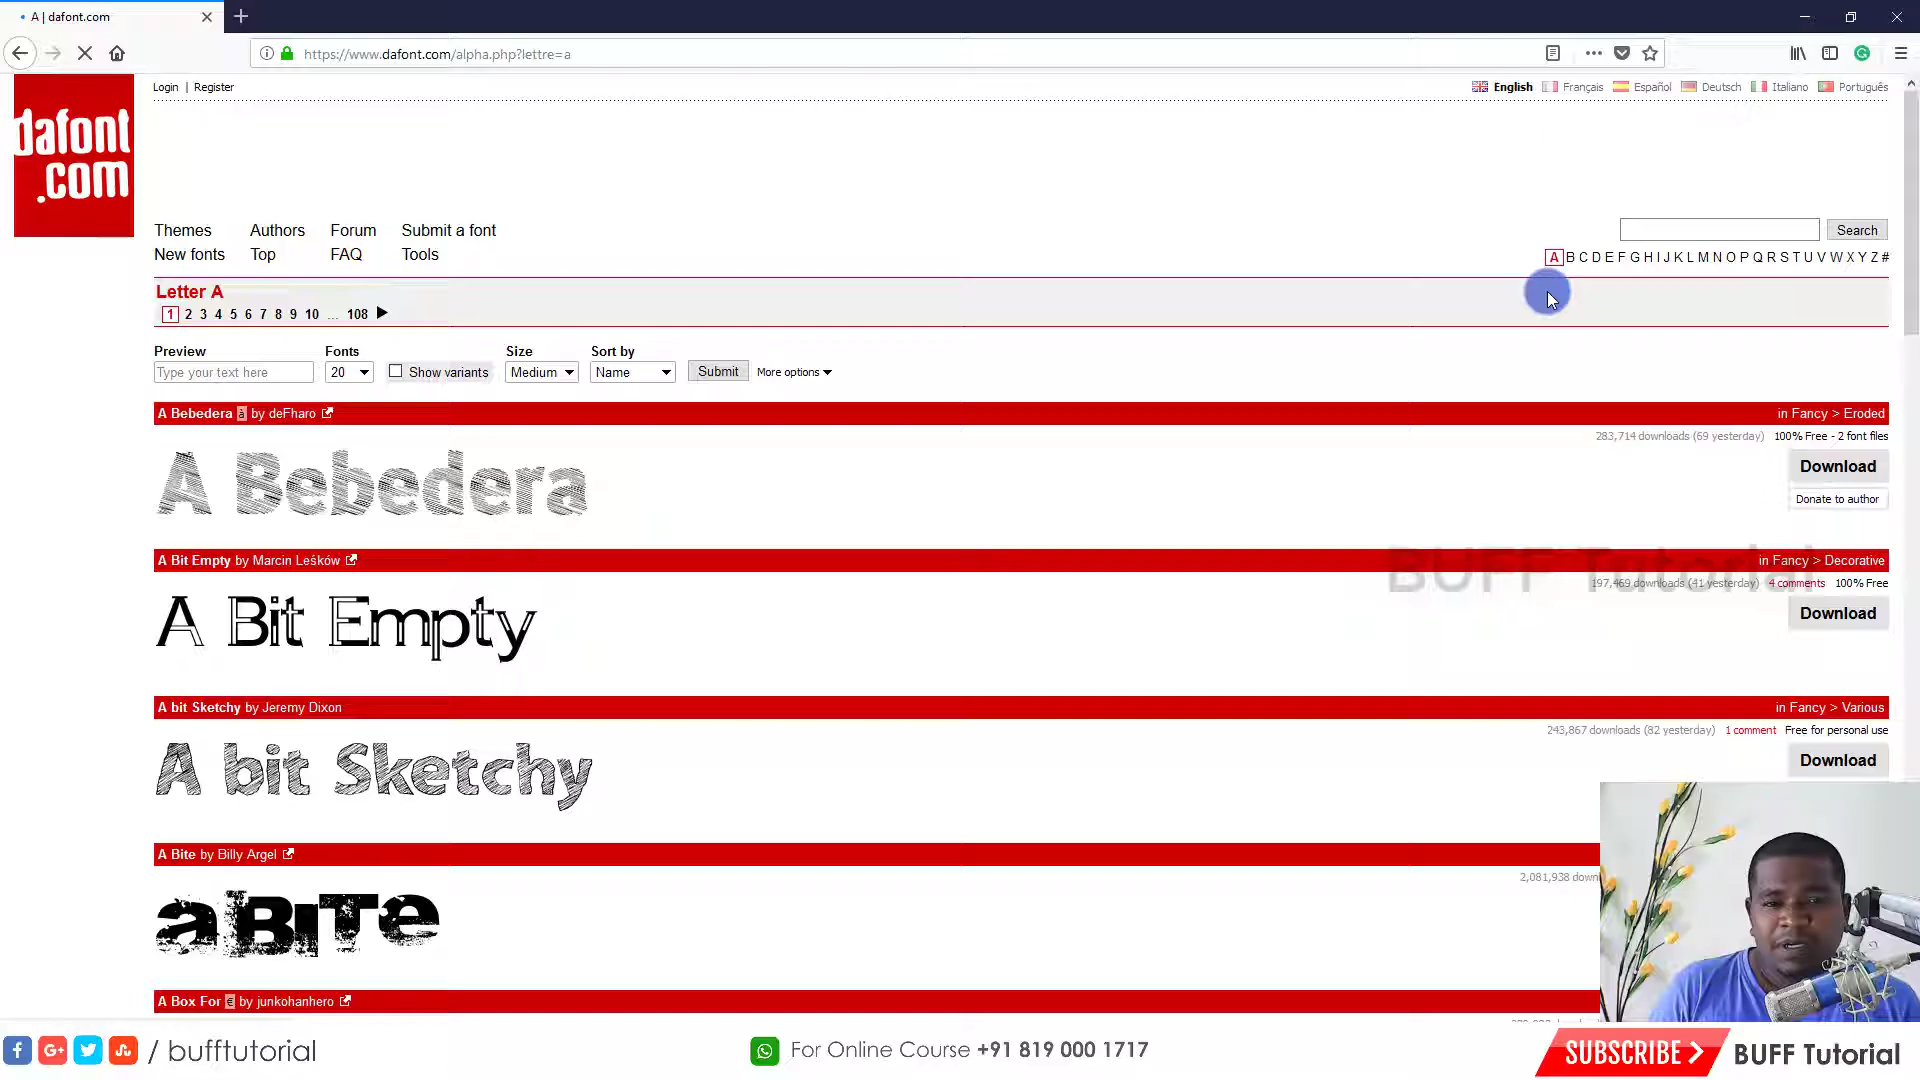 A | dafont.com
https://www.dafont.com/alpha.php?lettre=a
Login | Register
English Français Español Deutsch Italiano Português
dafont
.com
Themes Authors Forum Submit a font
New fonts Top FAQ Tools
Search
A B C D E F G H I J K L M N O P Q R S T U V W X Y Z #
Letter A
1 2 3 4 5 6 7 8 9 10 ... 108
Preview Fonts Size Sort by
Type your text here 20 Show variants Medium Name Submit More options
A Bebedera à by deFharo in Fancy > Eroded
283,714 downloads (69 yesterday) 100% Free - 2 font files
A Bebedera
Download
Donate to author
A Bit Empty by Marcin Leśków in Fancy > Decorative
BUFF Tutorial
197,469 downloads (41 yesterday) 4 comments 100% Free
A Bit Empty
Download
A bit Sketchy by Jeremy Dixon in Fancy > Various
243,867 downloads (82 yesterday) 1 comment Free for personal use
A bit Sketchy
Download
A Bite by Billy Argel
2,081,938 down
a BiTe
A Box For € by junkohanhero
/ bufftutorial
For Online Course +91 819 000 1717
SUBSCRIBE
BUFF Tutorial